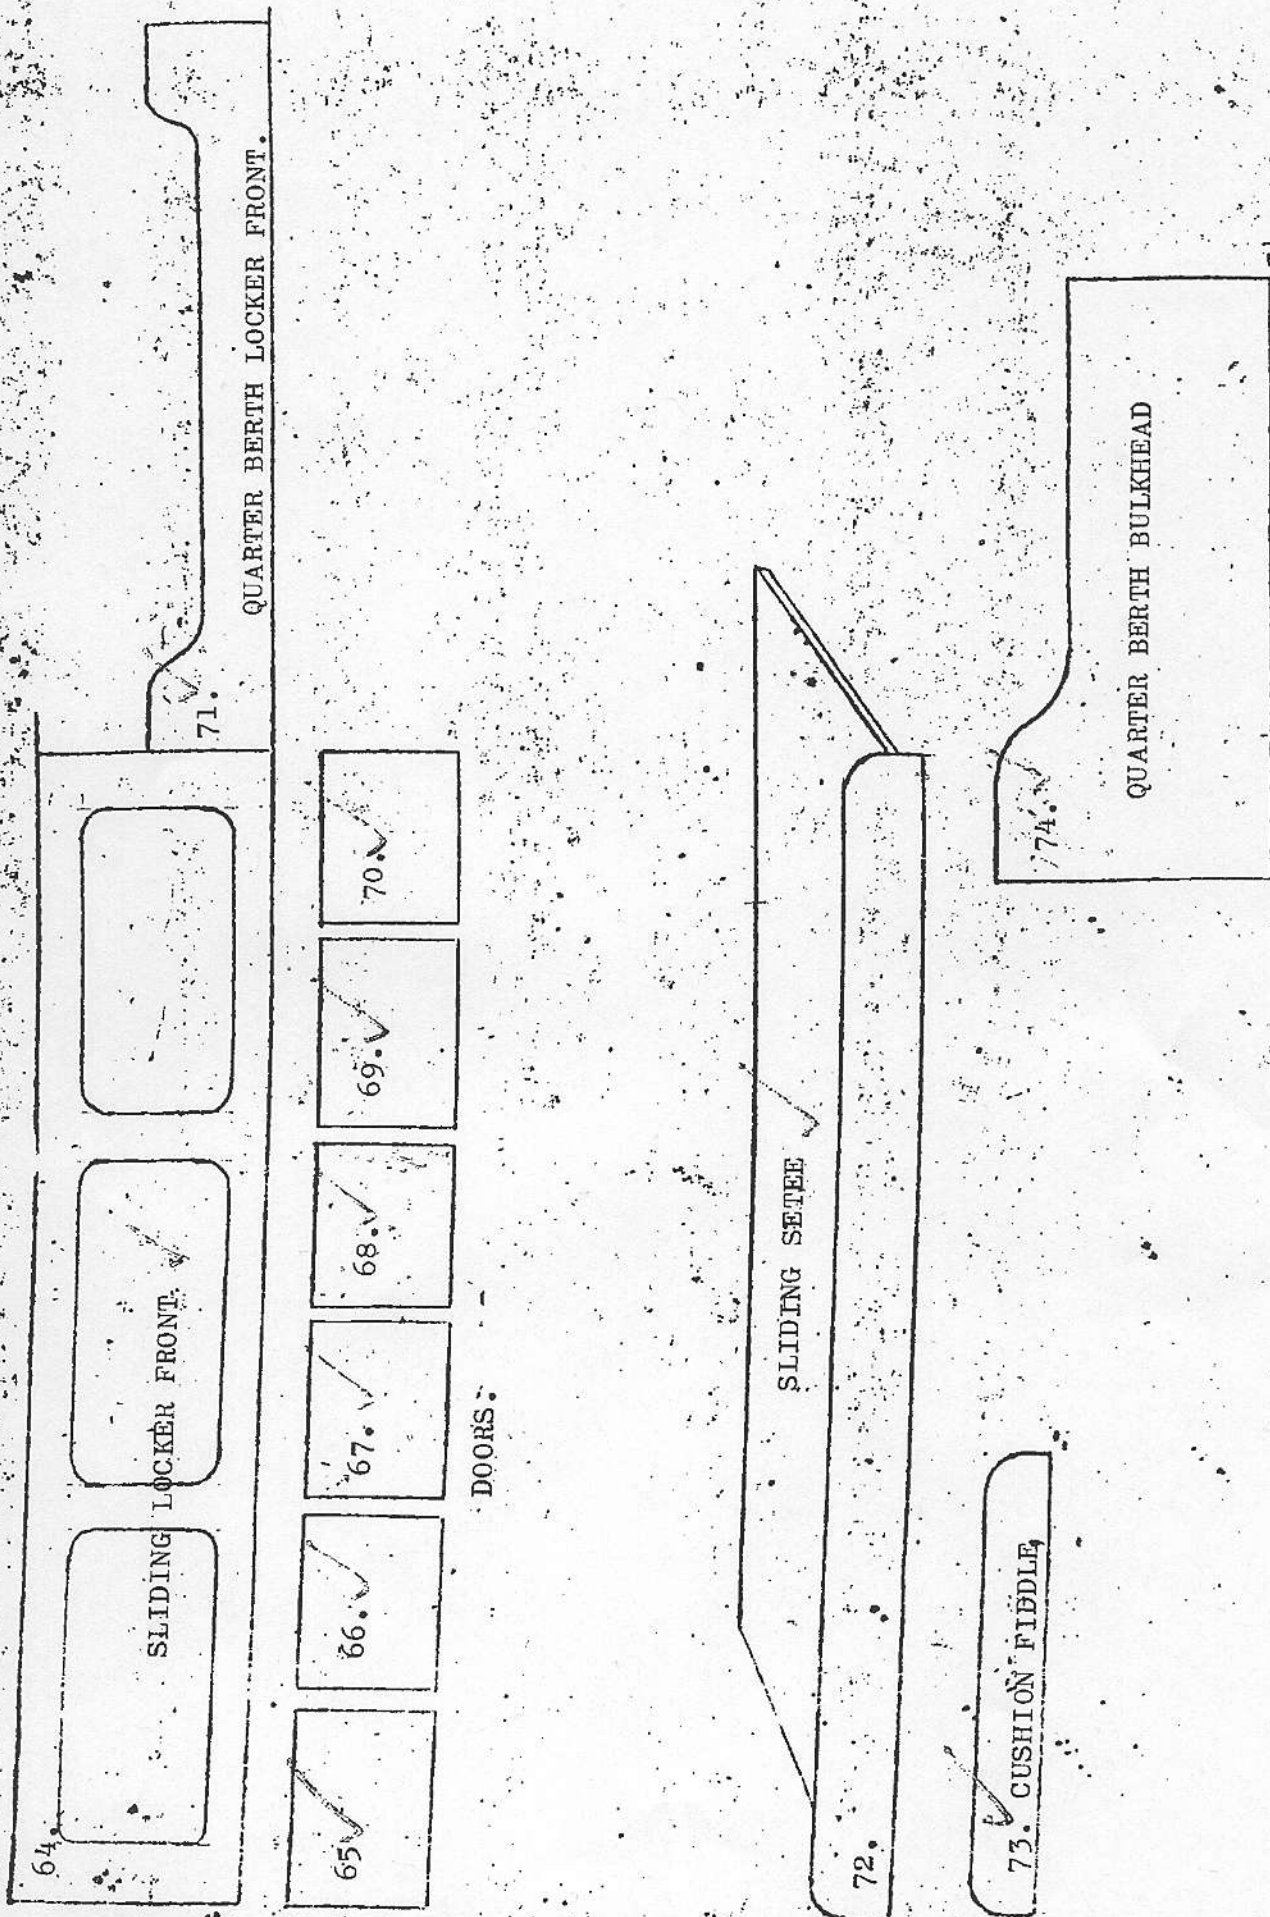 64.
SLIDING LOCKER FRONT.
71.
QUARTER BERTH LOCKER FRONT.
65
66.
67.
68.
69.
70.
DOORS.
SLIDING SETEE
72.
73. CUSHION FIDDLE
74.
QUARTER BERTH BULKHEAD